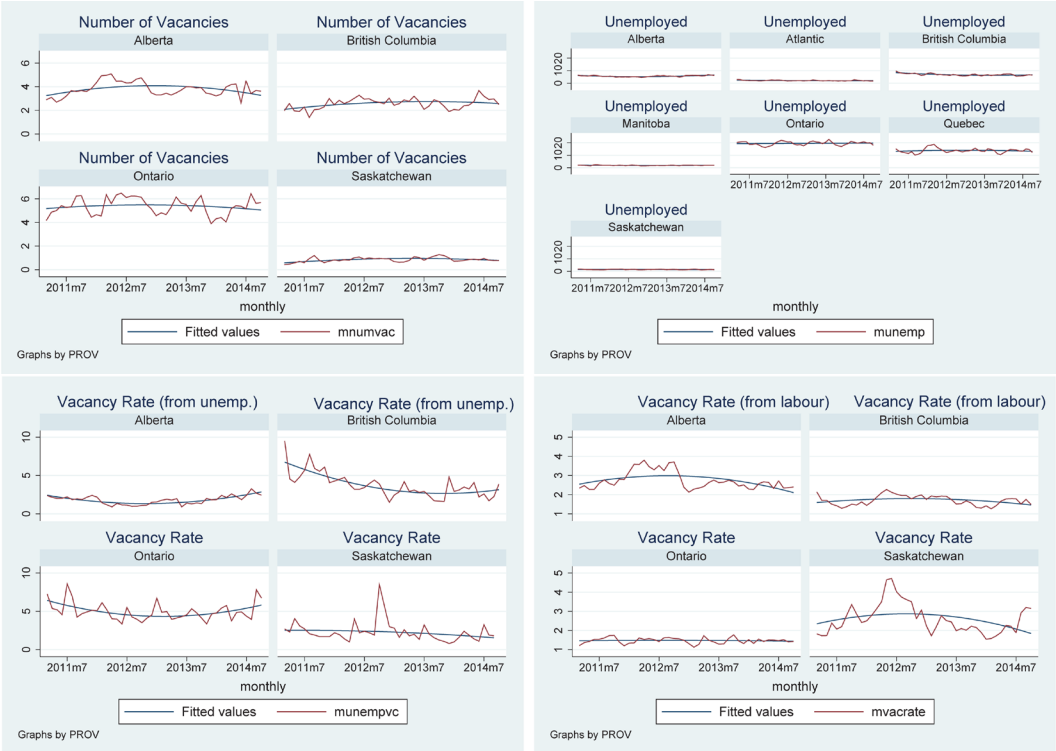 Number of Vacancies Number of Vacancies
Alberta British Columbia
6
4
2
0
Number of Vacancies Number of Vacancies
Ontario Saskatchewan
6
4
2
0
2011m7 2012m7 2013m7 2014m7 2011m7 2012m7 2013m7 2014m7
monthly
Fitted values mnumvac
Graphs by PROV
Unemployed Unemployed Unemployed
Alberta Atlantic British Columbia
0 1020
Unemployed Unemployed Unemployed
Manitoba Ontario Quebec
0 1020
2011m72012m72013m72014m7 2011m72012m72013m72014m7
Unemployed
Saskatchewan
0 1020
2011m72012m72013m72014m7
monthly
Fitted values munemp
Graphs by PROV
Vacancy Rate (from unemp.) Vacancy Rate (from unemp.)
Alberta British Columbia
10
5
0
Vacancy Rate Vacancy Rate
Ontario Saskatchewan
10
5
0
2011m7 2012m7 2013m7 2014m7 2011m7 2012m7 2013m7 2014m7
monthly
Fitted values munempvc
Graphs by PROV
Vacancy Rate (from labour) Vacancy Rate (from labour)
Alberta British Columbia
5
4
3
2
1
Vacancy Rate Vacancy Rate
Ontario Saskatchewan
5
4
3
2
1
2011m7 2012m7 2013m7 2014m7 2011m7 2012m7 2013m7 2014m7
monthly
Fitted values mvacrate
Graphs by PROV